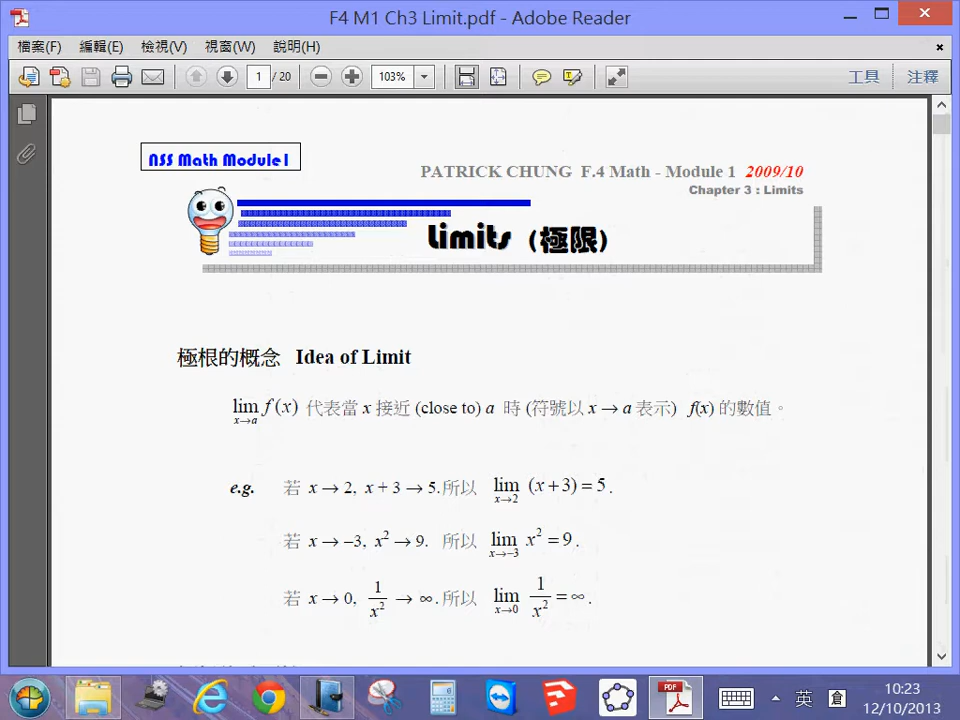 F4 M1 Ch3 Limit.pdf - Adobe Reader
檔案(F) 編輯(E) 檢視(V) 視窗(W) 說明(H)
1 / 20 103% 工具 注釋
NSS Math Module 1
PATRICK CHUNG F.4 Math - Module 1 2009/10
Chapter 3 : Limits
Limits (極限)
極根的概念 Idea of Limit
lim x→a f(x) 代表當 x 接近 (close to) a 時 (符號以 x → a 表示) f(x) 的數值。
e.g. 若 x → 2, x + 3 → 5. 所以 lim x→2 (x + 3) = 5 .
若 x → −3, x² → 9. 所以 lim x→−3 x² = 9 .
若 x → 0, 1/x² → ∞. 所以 lim x→0 1/x² = ∞ .
PDF 英 倉 10:23
12/10/2013